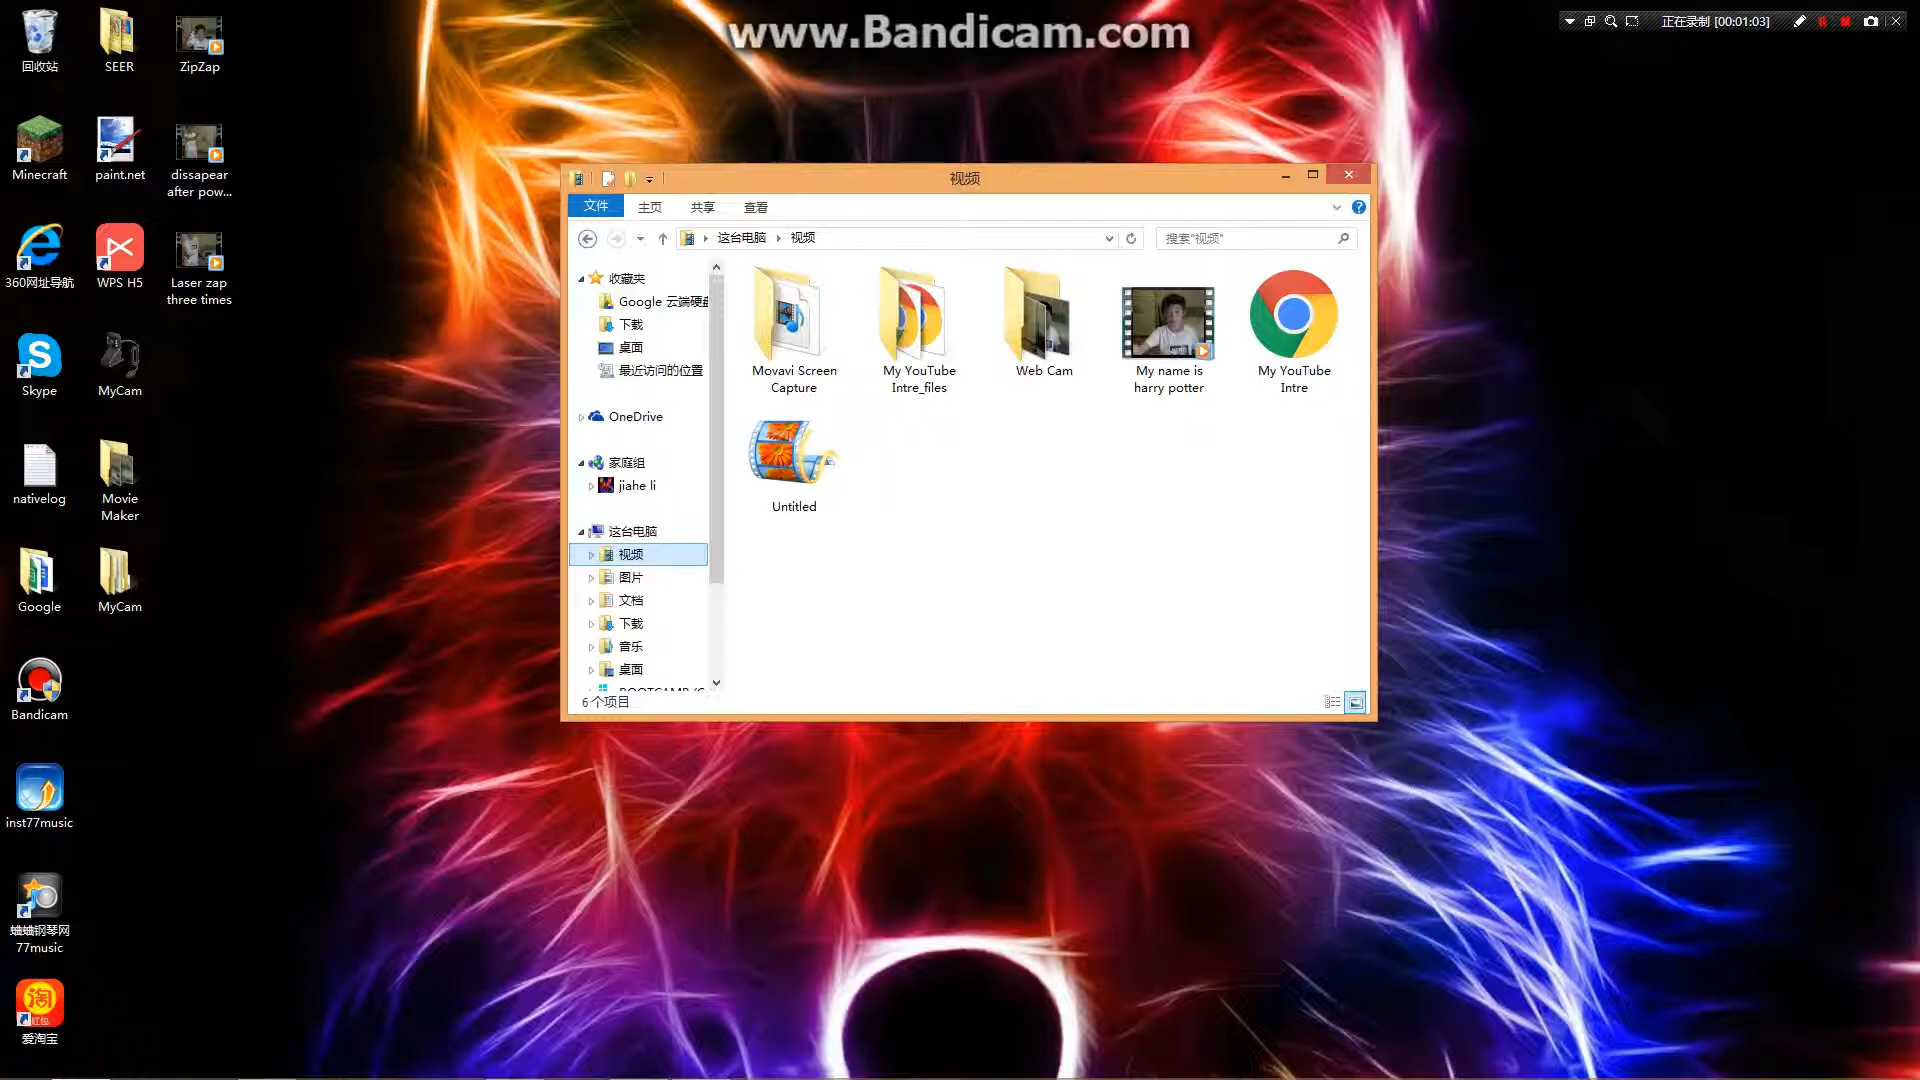 www.Bandicam.com
正在录制 [00:01:03]
回收站
SEER
ZipZap
Minecraft
paint.net
dissapear
after pow...
360网址导航
WPS H5
Laser zap
three times
Skype
MyCam
nativelog
Movie
Maker
Google
MyCam
Bandicam
inst77music
蛐蛐钢琴网
77music
爱淘宝
视频
文件
主页
共享
查看
这台电脑
视频
搜索"视频"
收藏夹
Google 云端硬盘
下载
桌面
最近访问的位置
OneDrive
家庭组
jiahe li
这台电脑
视频
图片
文档
下载
音乐
桌面
6 个项目
Movavi Screen
Capture
My YouTube
Intre_files
Web Cam
My name is
harry potter
My YouTube
Intre
Untitled